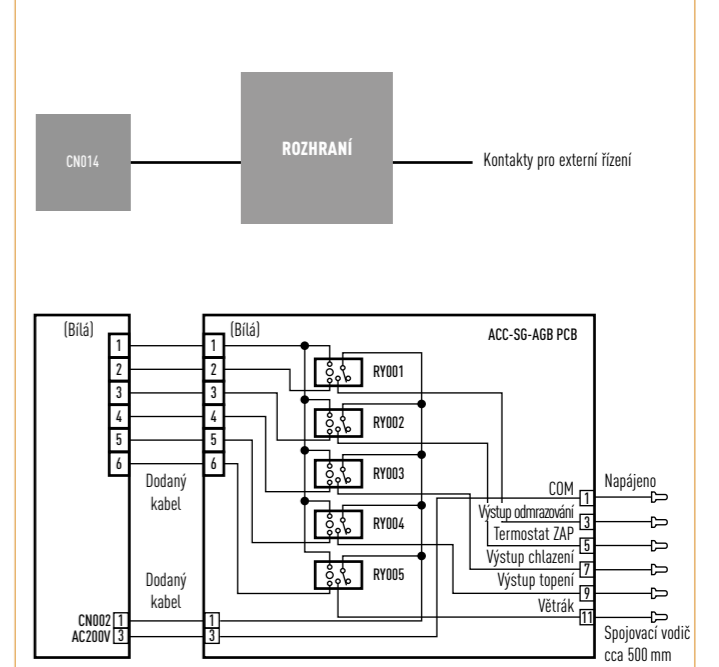 CN014
ROZHRANÍ
Kontakty pro externí řízení
(Bílá)
1
2
3
4
5
6
Dodaný
kabel
Dodaný
kabel
CN002 1
AC200V 3
(Bílá)
1
2
3
4
5
6
1
3
ACC-SG-AGB PCB
RY001
RY002
RY003
RY004
RY005
COM 1 Napájeno
Výstup odmrazování 3
Termostat ZAP 5
Výstup chlazení 7
Výstup topení 9
Větrák 11
Spojovací vodič
cca 500 mm